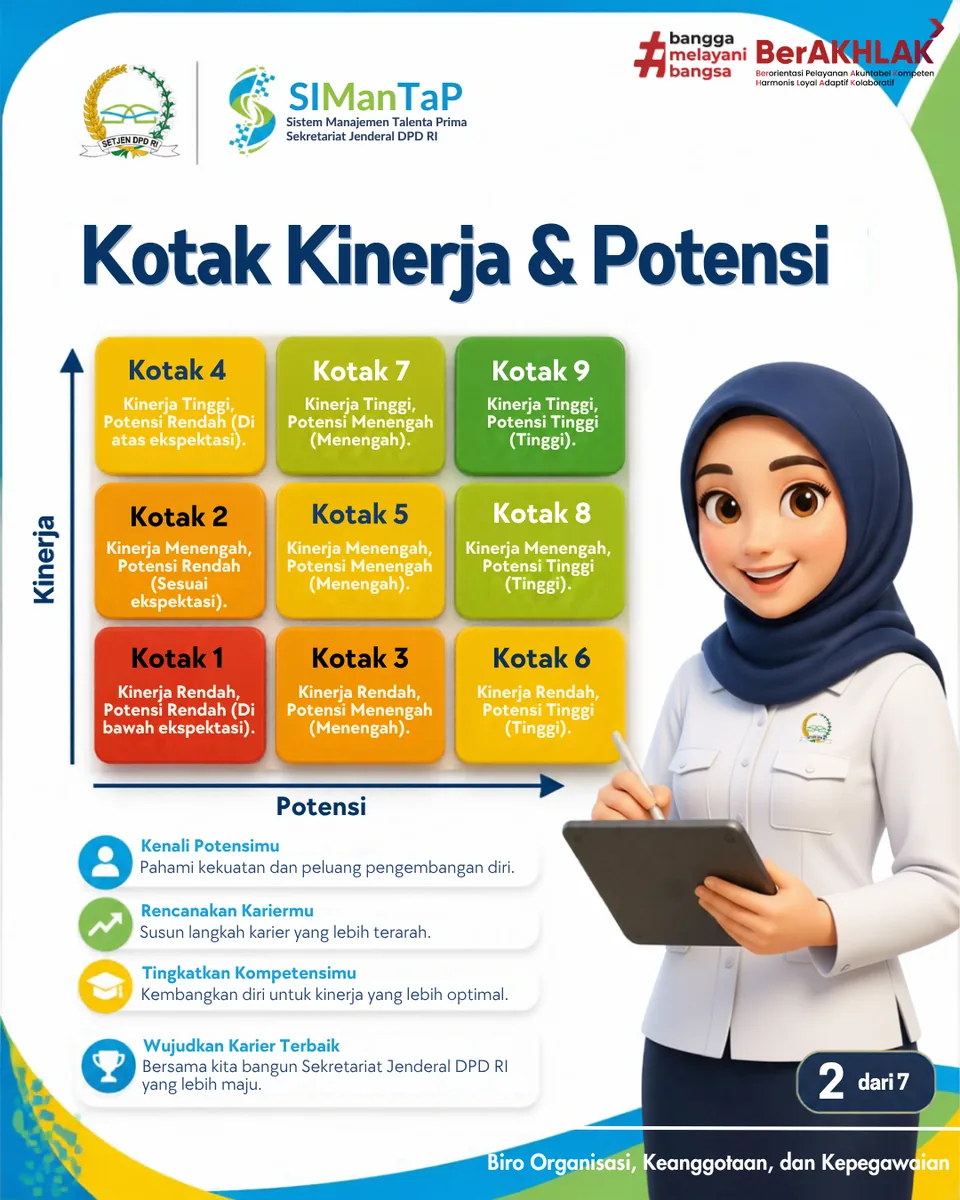 #bangga
melayani
bangsa
BerAKHLAK
Berorientasi Pelayanan Akuntabel Kompeten
Harmonis Loyal Adaptif Kolaboratif
SETJEN DPD RI
SIManTaP
Sistem Manajemen Talenta Prima
Sekretariat Jenderal DPD RI
Kotak Kinerja & Potensi
Kinerja
Kotak 4
Kinerja Tinggi,
Potensi Rendah (Di
atas ekspektasi).
Kotak 7
Kinerja Tinggi,
Potensi Menengah
(Menengah).
Kotak 9
Kinerja Tinggi,
Potensi Tinggi
(Tinggi).
Kotak 2
Kinerja Menengah,
Potensi Rendah
(Sesuai
ekspektasi).
Kotak 5
Kinerja Menengah,
Potensi Menengah
(Menengah).
Kotak 8
Kinerja Menengah,
Potensi Tinggi
(Tinggi).
Kotak 1
Kinerja Rendah,
Potensi Rendah (Di
bawah ekspektasi).
Kotak 3
Kinerja Rendah,
Potensi Menengah
(Menengah).
Kotak 6
Kinerja Rendah,
Potensi Tinggi
(Tinggi).
Potensi
Kenali Potensimu
Pahami kekuatan dan peluang pengembangan diri.
Rencanakan Kariermu
Susun langkah karier yang lebih terarah.
Tingkatkan Kompetensimu
Kembangkan diri untuk kinerja yang lebih optimal.
Wujudkan Karier Terbaik
Bersama kita bangun Sekretariat Jenderal DPD RI
yang lebih maju.
2 dari 7
Biro Organisasi, Keanggotaan, dan Kepegawaian